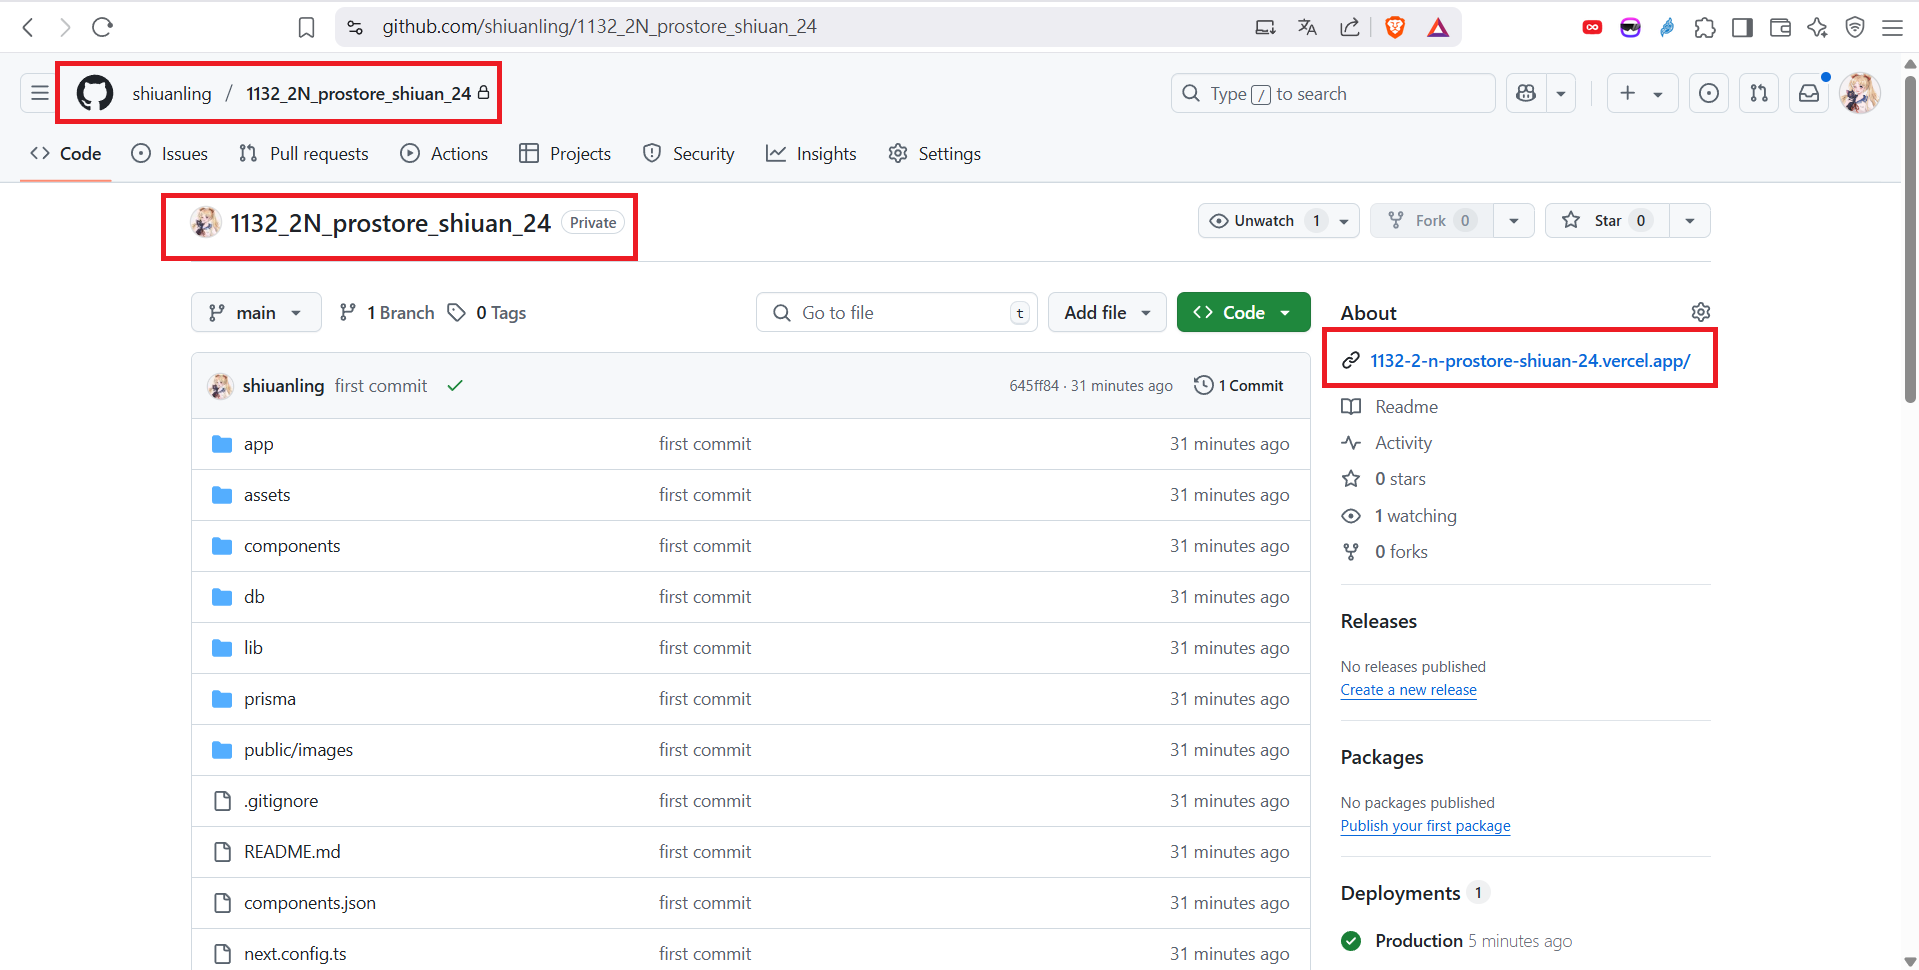 github.com/shiuanling/1132_2N_prostore_shiuan_24
shiuanling / 1132_2N_prostore_shiuan_24
Type / to search
Code Issues Pull requests Actions Projects Security Insights Settings
1132_2N_prostore_shiuan_24 Private
Unwatch 1 Fork 0 Star 0
main 1 Branch 0 Tags
Go to file t Add file Code
shiuanling first commit 645ff84 · 31 minutes ago 1 Commit
app first commit 31 minutes ago
assets first commit 31 minutes ago
components first commit 31 minutes ago
db first commit 31 minutes ago
lib first commit 31 minutes ago
prisma first commit 31 minutes ago
public/images first commit 31 minutes ago
.gitignore first commit 31 minutes ago
README.md first commit 31 minutes ago
components.json first commit 31 minutes ago
next.config.ts first commit 31 minutes ago
About
1132-2-n-prostore-shiuan-24.vercel.app/
Readme
Activity
0 stars
1 watching
0 forks
Releases
No releases published
Create a new release
Packages
No packages published
Publish your first package
Deployments 1
Production 5 minutes ago